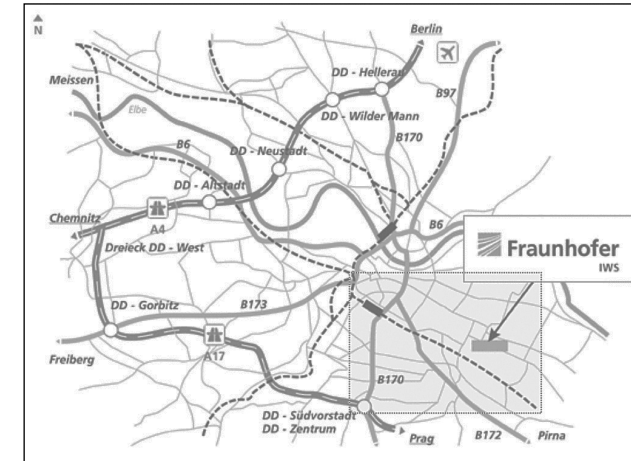 N
Berlin
Meissen
DD - Hellerau
B97
Elbe
DD - Wilder Mann
B170
B6
DD - Neustadt
DD - Altstadt
Chemnitz
A4
B6
Dreieck DD - West
Fraunhofer
IWS
DD - Gorbitz
B173
Freiberg
A17
B170
DD - Südvorstadt
DD - Zentrum
Prag
B172
Pirna